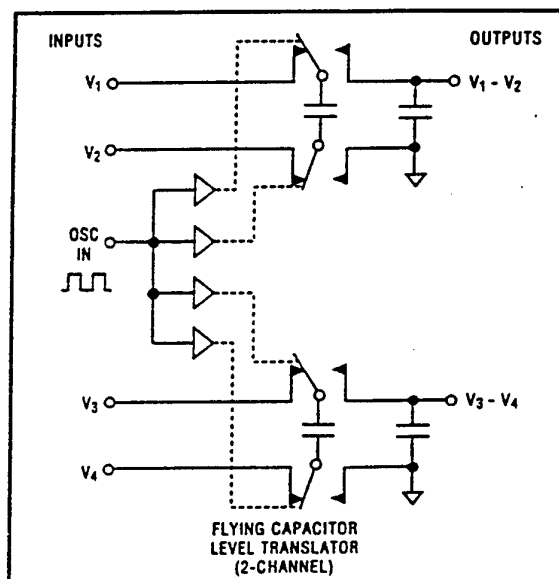 INPUTS
OUTPUTS
V1
V1 - V2
V2
OSC
IN
V3
V3 - V4
V4
FLYING CAPACITOR
LEVEL TRANSLATOR
(2-CHANNEL)